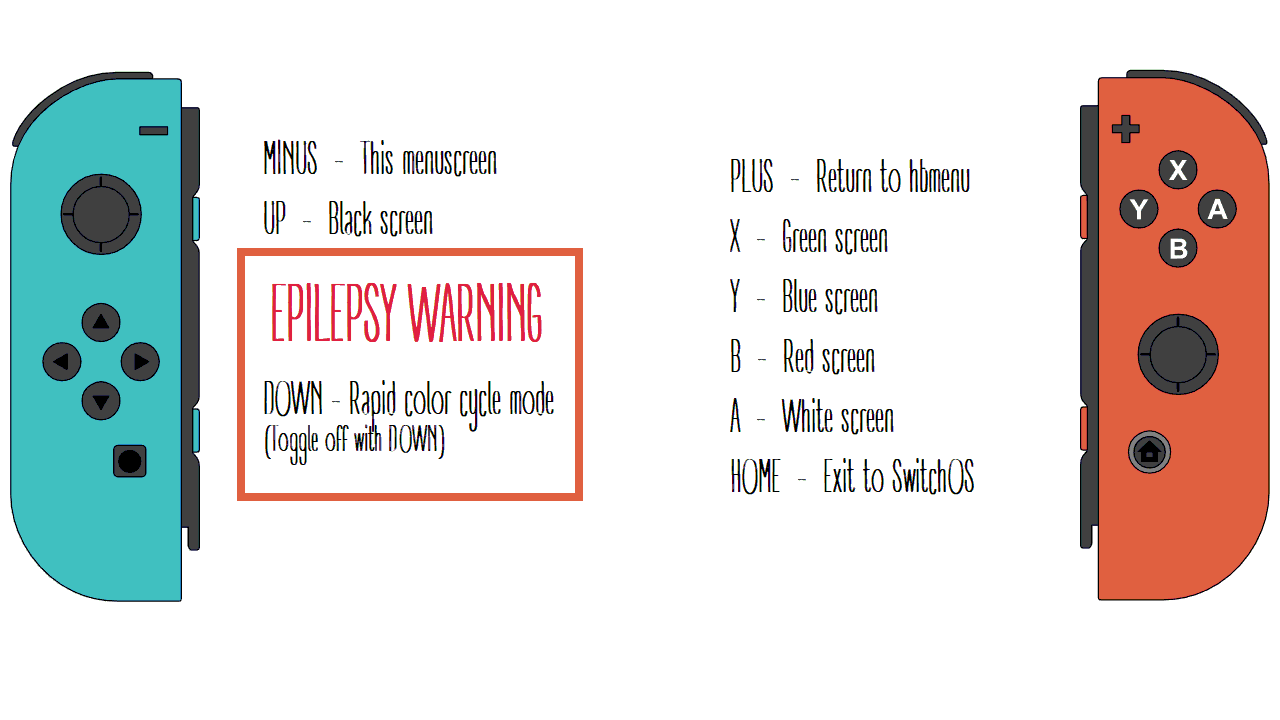 MINUS - This menuscreen
UP - Black screen
EPILEPSY WARNING
DOWN - Rapid color cycle mode
(Toggle off with DOWN)
PLUS - Return to hbmenu
X - Green screen
Y - Blue screen
B - Red screen
A - White screen
HOME - Exit to SwitchOS
X
Y
A
B